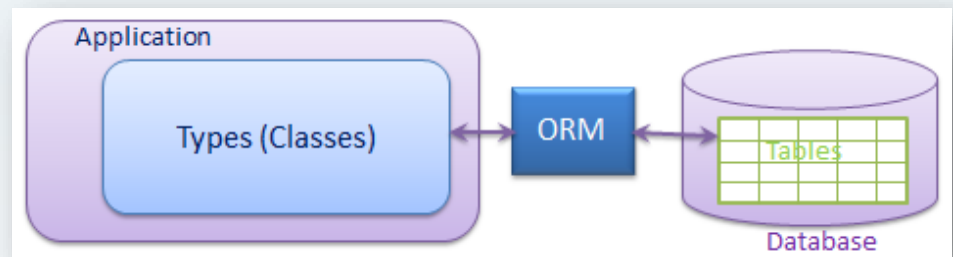 Application
Types (Classes)
ORM
Tables
Database